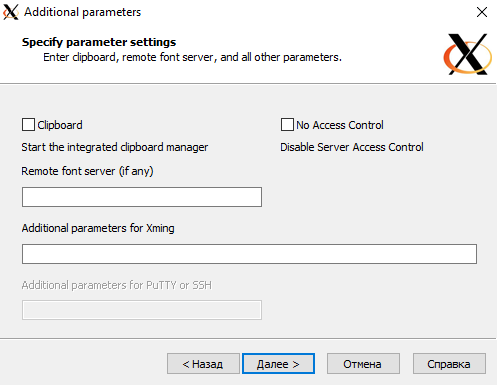 Additional parameters
Specify parameter settings
Enter clipboard, remote font server, and all other parameters.
Clipboard
No Access Control
Start the integrated clipboard manager
Disable Server Access Control
Remote font server (if any)
Additional parameters for Xming
Additional parameters for PuTTY or SSH
< Назад
Далее >
Отмена
Справка